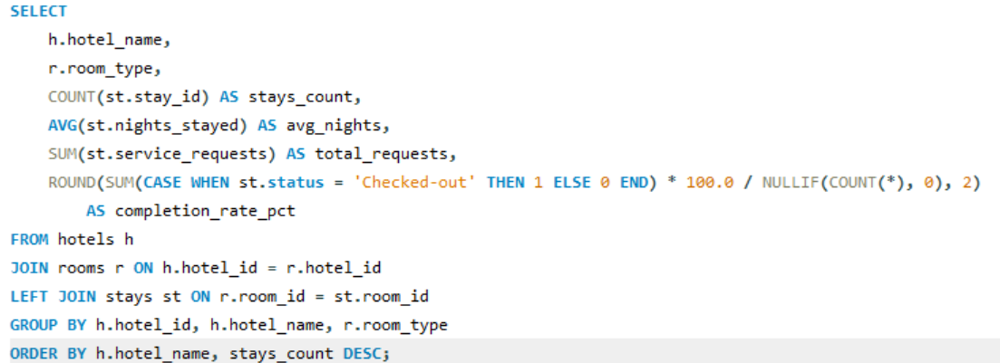 SELECT
    h.hotel_name,
    r.room_type,
    COUNT(st.stay_id) AS stays_count,
    AVG(st.nights_stayed) AS avg_nights,
    SUM(st.service_requests) AS total_requests,
    ROUND(SUM(CASE WHEN st.status = 'Checked-out' THEN 1 ELSE 0 END) * 100.0 / NULLIF(COUNT(*), 0), 2)
        AS completion_rate_pct
FROM hotels h
JOIN rooms r ON h.hotel_id = r.hotel_id
LEFT JOIN stays st ON r.room_id = st.room_id
GROUP BY h.hotel_id, h.hotel_name, r.room_type
ORDER BY h.hotel_name, stays_count DESC;